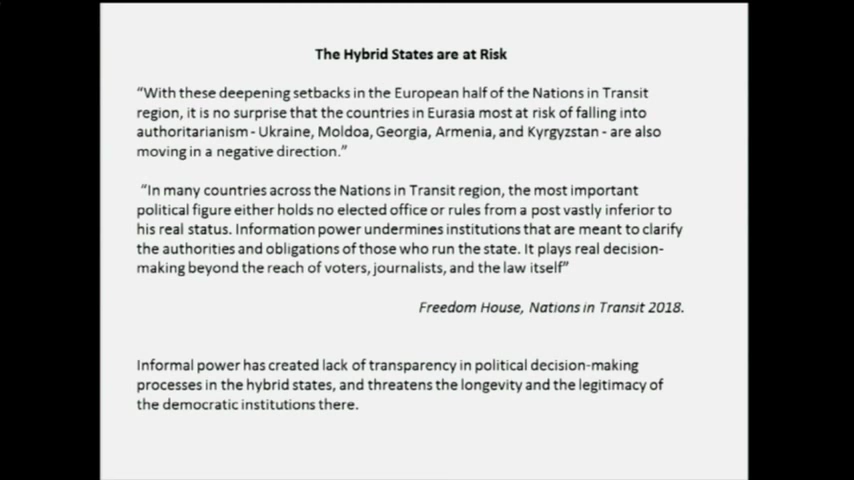 The Hybrid States are at Risk
“With these deepening setbacks in the European half of the Nations in Transit
region, it is no surprise that the countries in Eurasia most at risk of falling into
authoritarianism - Ukraine, Moldoa, Georgia, Armenia, and Kyrgyzstan - are also
moving in a negative direction.”
“In many countries across the Nations in Transit region, the most important
political figure either holds no elected office or rules from a post vastly inferior to
his real status. Information power undermines institutions that are meant to clarify
the authorities and obligations of those who run the state. It plays real decision-
making beyond the reach of voters, journalists, and the law itself”
Freedom House, Nations in Transit 2018.
Informal power has created lack of transparency in political decision-making
processes in the hybrid states, and threatens the longevity and the legitimacy of
the democratic institutions there.